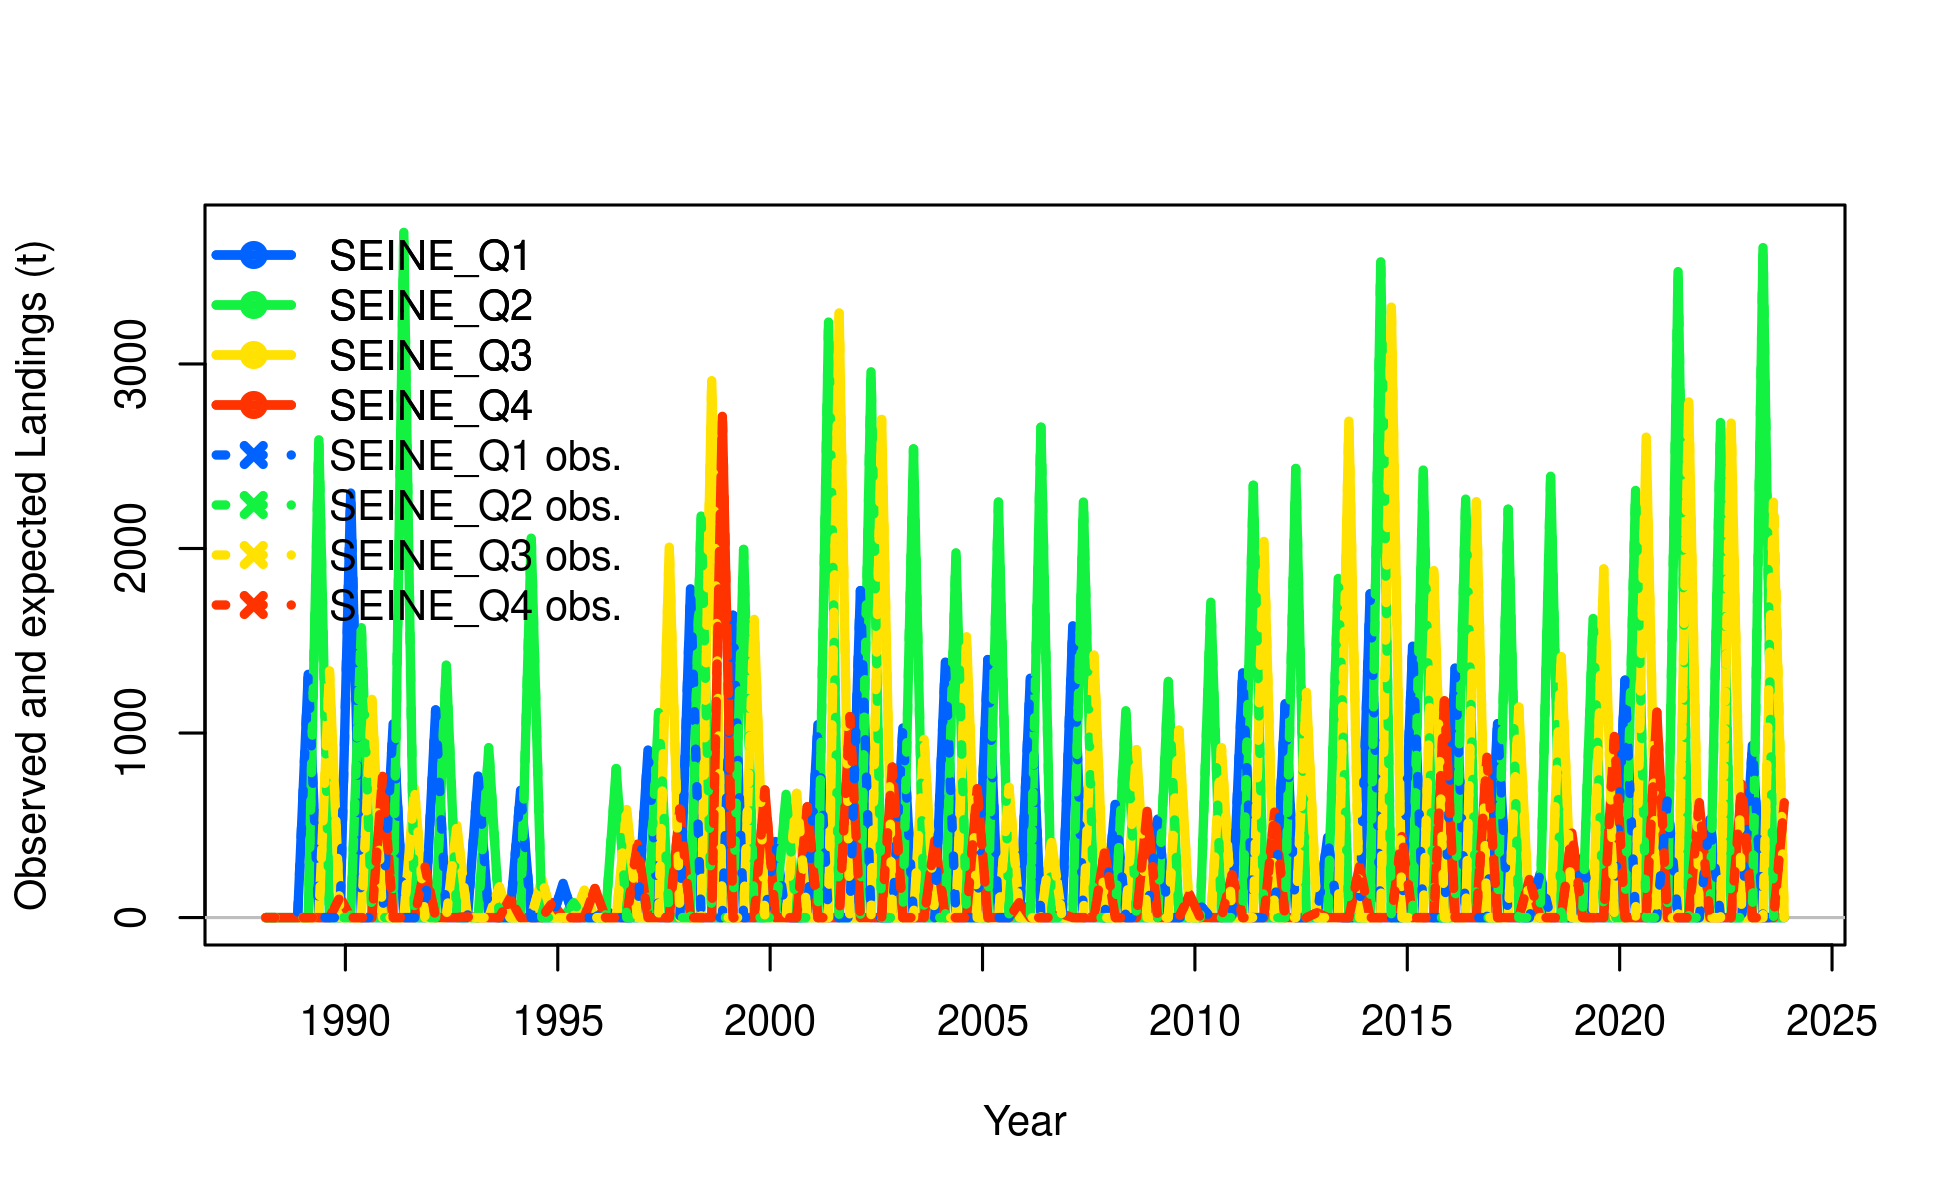 Observed and expected Landings (t)
3000
2000
1000
0
SEINE_Q1
SEINE_Q2
SEINE_Q3
SEINE_Q4
SEINE_Q1 obs.
SEINE_Q2 obs.
SEINE_Q3 obs.
SEINE_Q4 obs.
1990 1995 2000 2005 2010 2015 2020 2025
Year